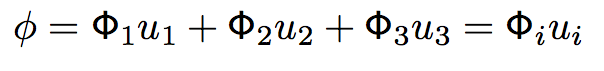 ϕ = Φ₁u₁ + Φ₂u₂ + Φ₃u₃ = Φᵢuᵢ